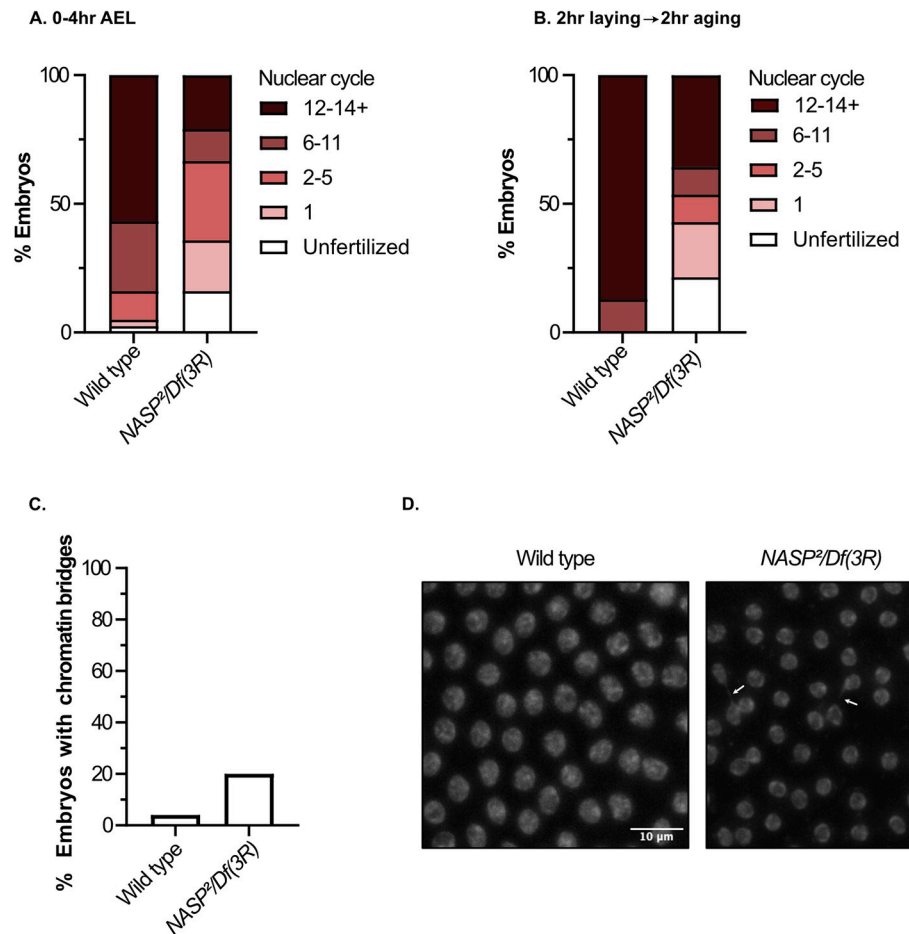 A. 0-4hr AEL
% Embryos
100
50
0
Wild type
NASP²/Df(3R)
Nuclear cycle
12-14+
6-11
2-5
1
Unfertilized
B. 2hr laying→2hr aging
% Embryos
100
50
0
Wild type
NASP²/Df(3R)
Nuclear cycle
12-14+
6-11
2-5
1
Unfertilized
C.
% Embryos with chromatin bridges
100
80
60
40
20
0
Wild type
NASP²/Df(3R)
D.
Wild type
NASP²/Df(3R)
10 μm